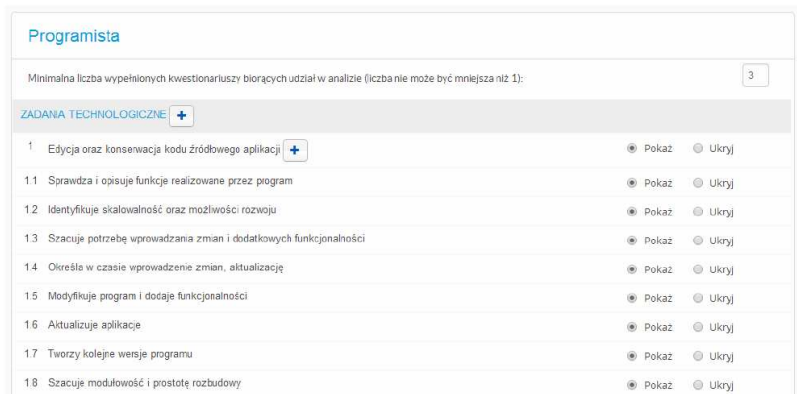 Programista
Minimalna liczba wypełnionych kwestionariuszy biorących udział w analizie (liczba nie może być mniejsza niż 1): 3
ZADANIA TECHNOLOGICZNE +
1 Edycja oraz konserwacja kodu źródłowego aplikacji + Pokaż Ukryj
1.1 Sprawdza i opisuje funkcje realizowane przez program Pokaż Ukryj
1.2 Identyfikuje skalowalność oraz możliwości rozwoju Pokaż Ukryj
1.3 Szacuje potrzebę wprowadzania zmian i dodatkowych funkcjonalności Pokaż Ukryj
1.4 Określa w czasie wprowadzenie zmian, aktualizację Pokaż Ukryj
1.5 Modyfikuje program i dodaje funkcjonalności Pokaż Ukryj
1.6 Aktualizuje aplikacje Pokaż Ukryj
1.7 Tworzy kolejne wersje programu Pokaż Ukryj
1.8 Szacuje modułowość i prostotę rozbudowy Pokaż Ukryj